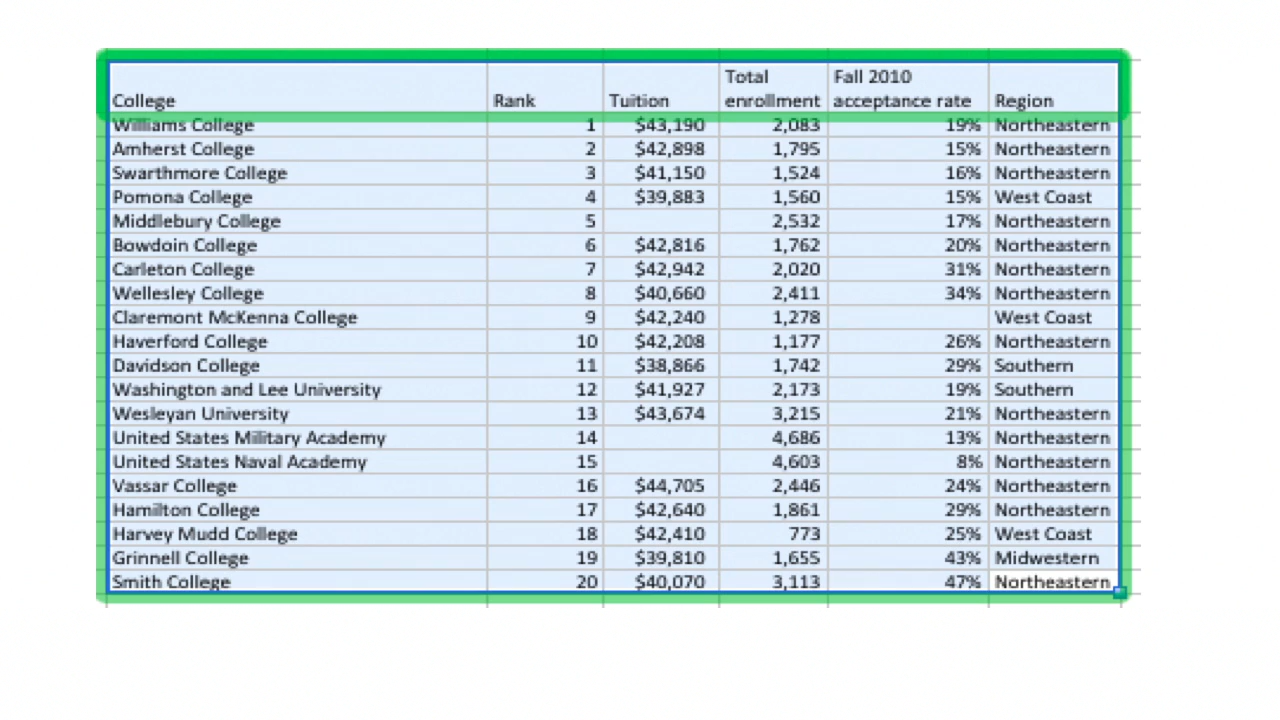 College Rank Tuition Total enrollment Fall 2010 acceptance rate Region
Williams College 1 $43,190 2,083 19% Northeastern
Amherst College 2 $42,898 1,795 15% Northeastern
Swarthmore College 3 $41,150 1,524 16% Northeastern
Pomona College 4 $39,883 1,560 15% West Coast
Middlebury College 5 2,532 17% Northeastern
Bowdoin College 6 $42,816 1,762 20% Northeastern
Carleton College 7 $42,942 2,020 31% Northeastern
Wellesley College 8 $40,660 2,411 34% Northeastern
Claremont McKenna College 9 $42,240 1,278 West Coast
Haverford College 10 $42,208 1,177 26% Northeastern
Davidson College 11 $38,866 1,742 29% Southern
Washington and Lee University 12 $41,927 2,173 19% Southern
Wesleyan University 13 $43,674 3,215 21% Northeastern
United States Military Academy 14 4,686 13% Northeastern
United States Naval Academy 15 4,603 8% Northeastern
Vassar College 16 $44,705 2,446 24% Northeastern
Hamilton College 17 $42,640 1,861 29% Northeastern
Harvey Mudd College 18 $42,410 773 25% West Coast
Grinnell College 19 $39,810 1,655 43% Midwestern
Smith College 20 $40,070 3,113 47% Northeastern